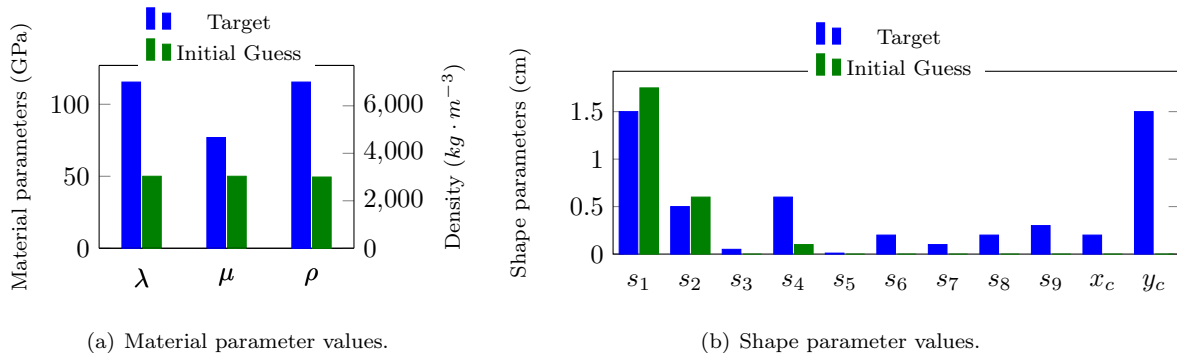 Target
Initial Guess
Material parameters (GPa)
100
50
0
6,000
4,000
2,000
0
Density (kg · m⁻³)
λ μ ρ
(a) Material parameter values.
Target
Initial Guess
Shape parameters (cm)
1.5
1
0.5
0
s₁ s₂ s₃ s₄ s₅ s₆ s₇ s₈ s₉ x_c y_c
(b) Shape parameter values.